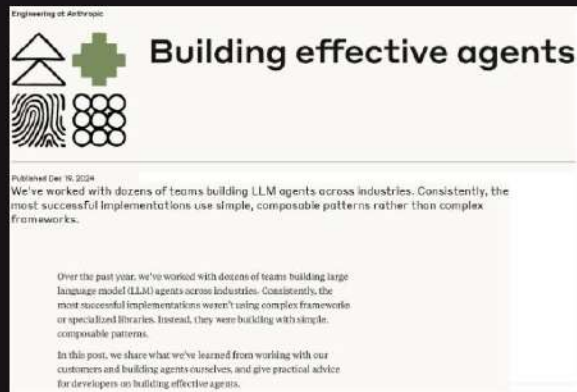 Engineering at Anthropic
Building effective agents
Published Dec 19, 2024
We've worked with dozens of teams building LLM agents across industries. Consistently, the
most successful implementations use simple, composable patterns rather than complex
frameworks.
Over the past year, we've worked with dozens of teams building large
language model (LLM) agents across industries. Consistently, the
most successful implementations weren't using complex frameworks
or specialized libraries. Instead, they were building with simple,
composable patterns.
In this post, we share what we've learned from working with our
customers and building agents ourselves, and give practical advice
for developers on building effective agents.